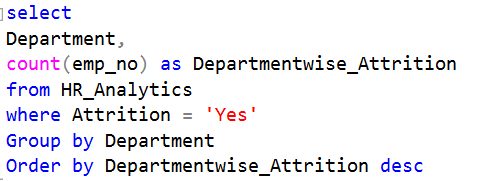 select
Department,
count(emp_no) as Departmentwise_Attrition
from HR_Analytics
where Attrition = 'Yes'
Group by Department
Order by Departmentwise_Attrition desc